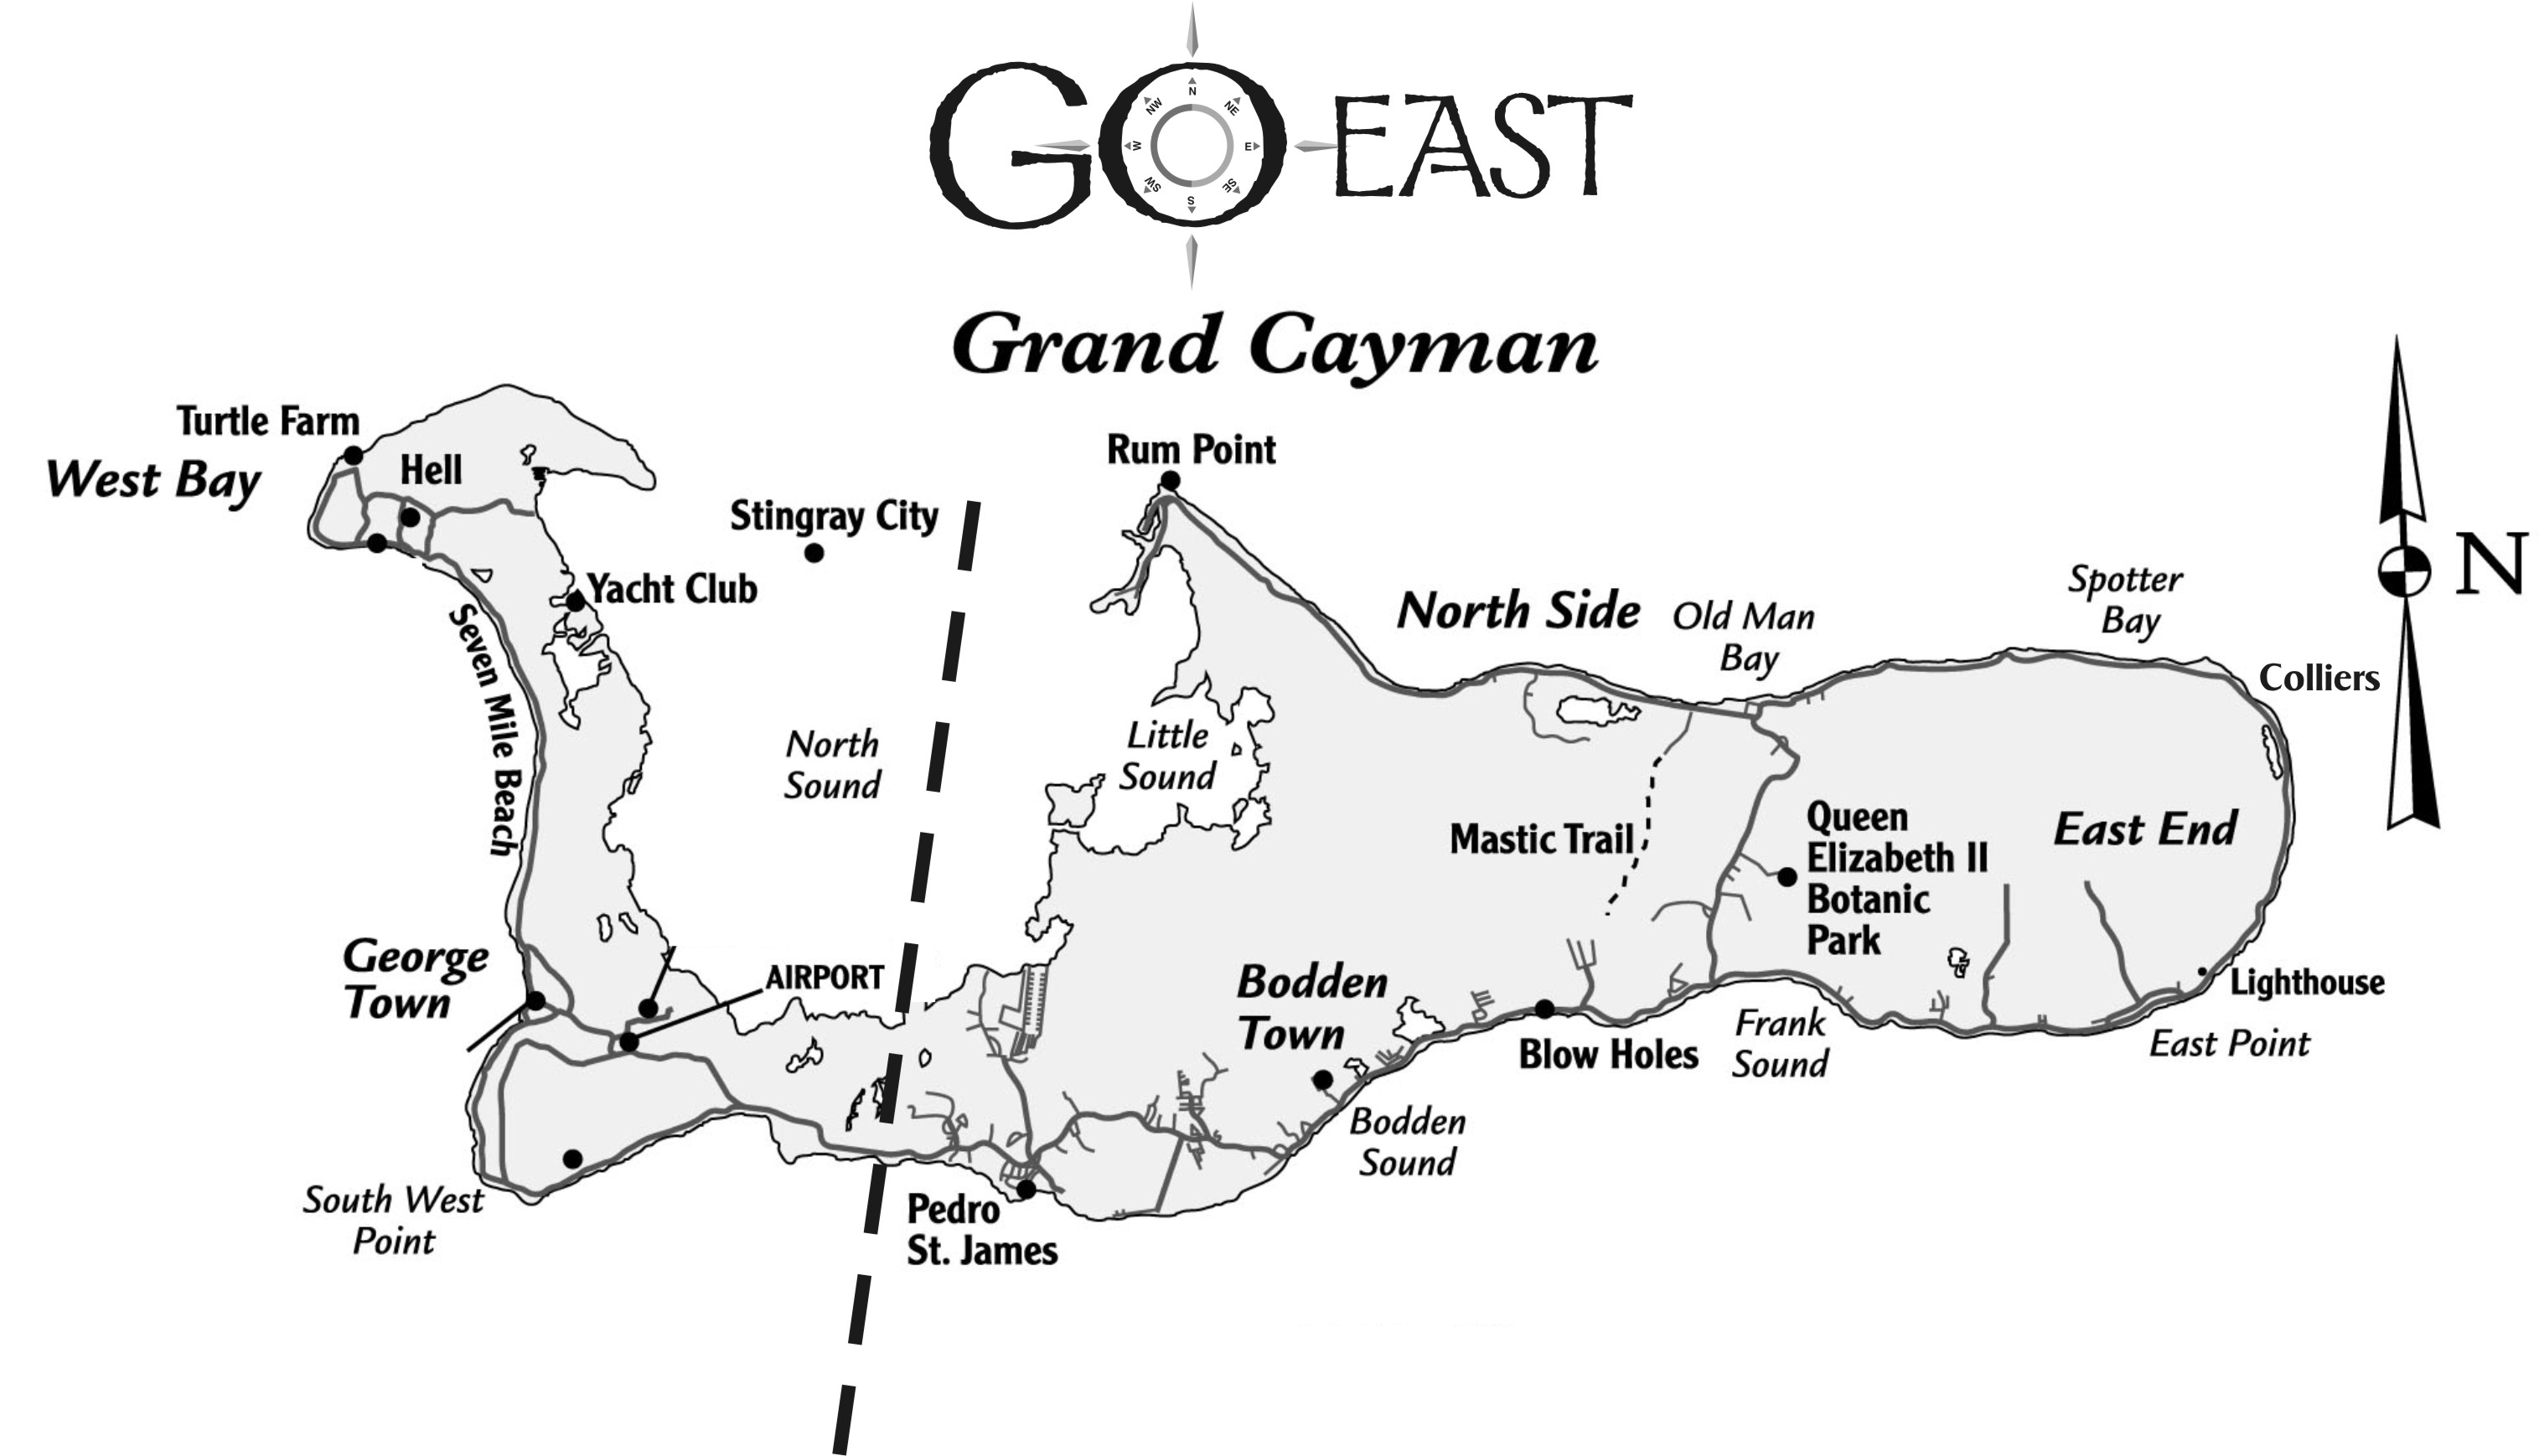 GO EAST
N
NE
E
SE
S
SW
W
NW
Grand Cayman
Turtle Farm
West Bay
Hell
Rum Point
Stingray City
Yacht Club
N
Spotter
Bay
North Side
Old Man
Bay
Colliers
Seven Mile Beach
North
Sound
Little
Sound
Mastic Trail
Queen
Elizabeth II
Botanic
Park
East End
George
Town
AIRPORT
Bodden
Town
Lighthouse
Blow Holes
Frank
Sound
East Point
Bodden
Sound
South West
Point
Pedro
St. James